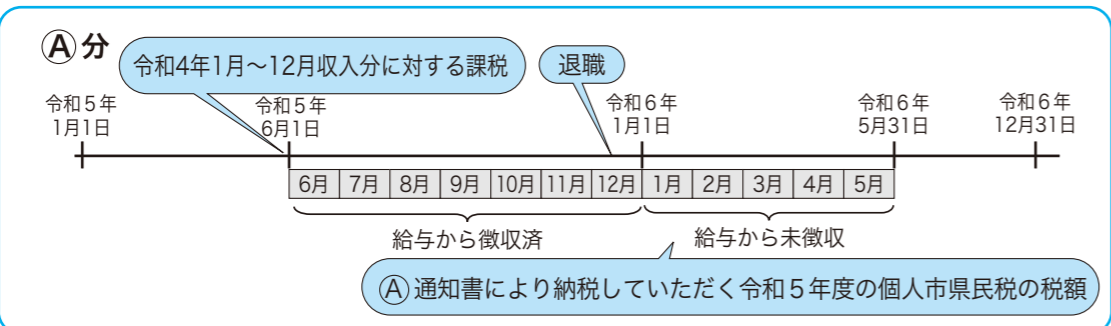 Ⓐ分
令和4年1月～12月収入分に対する課税
退職
令和5年
1月1日
令和5年
6月1日
令和6年
1月1日
令和6年
5月31日
令和6年
12月31日
6月 7月 8月 9月 10月 11月 12月 1月 2月 3月 4月 5月
給与から徴収済
給与から未徴収
Ⓐ通知書により納税していただく令和5年度の個人市県民税の税額